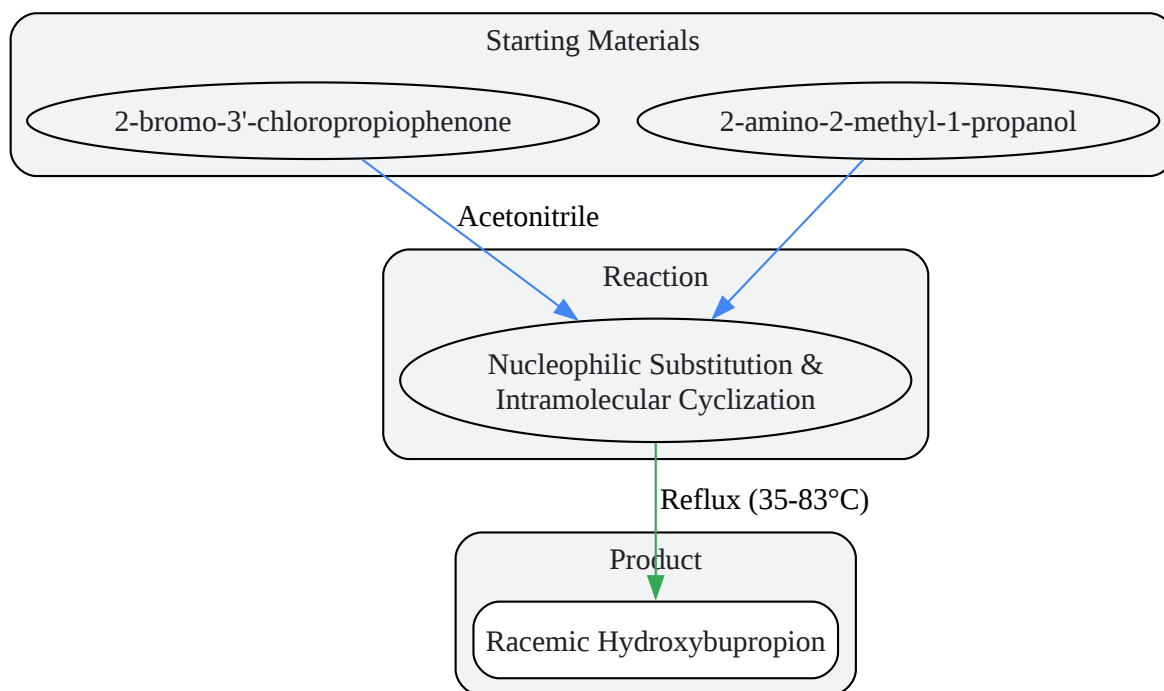 Starting Materials
2-bromo-3'-chloropropiophenone
2-amino-2-methyl-1-propanol
Acetonitrile
Reaction
Nucleophilic Substitution &
Intramolecular Cyclization
Reflux (35-83°C)
Product
Racemic Hydroxybupropion